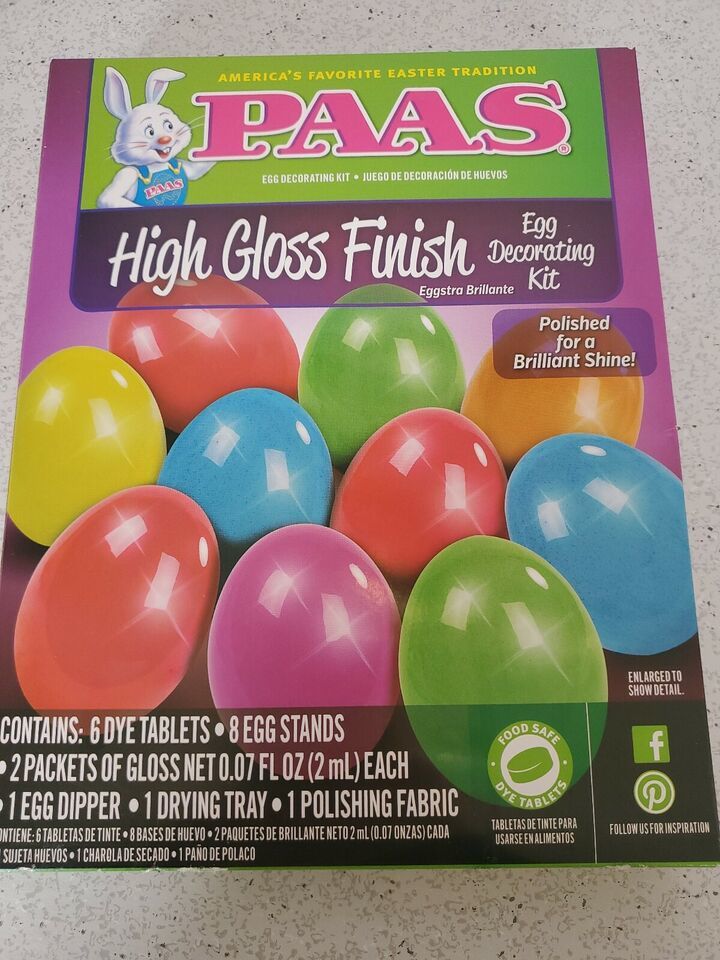 AMERICA'S FAVORITE EASTER TRADITION
PAAS®
PAAS
EGG DECORATING KIT • JUEGO DE DECORACIÓN DE HUEVOS
High Gloss Finish
Egg
Decorating
Kit
Eggstra Brillante
Polished
for a
Brilliant Shine!
ENLARGED TO
SHOW DETAIL.
CONTAINS: 6 DYE TABLETS • 8 EGG STANDS
• 2 PACKETS OF GLOSS NET 0.07 FL OZ (2 mL) EACH
• 1 EGG DIPPER • 1 DRYING TRAY • 1 POLISHING FABRIC
ONTIENE: 6 TABLETAS DE TINTE • 8 BASES DE HUEVO • 2 PAQUETES DE BRILLANTE NETO 2 mL (0.07 ONZAS) CADA
SUJETA HUEVOS • 1 CHAROLA DE SECADO • 1 PAÑO DE POLACO
FOOD SAFE
DYE TABLETS
TABLETAS DE TINTE PARA
USARSE EN ALIMENTOS
f
FOLLOW US FOR INSPIRATION